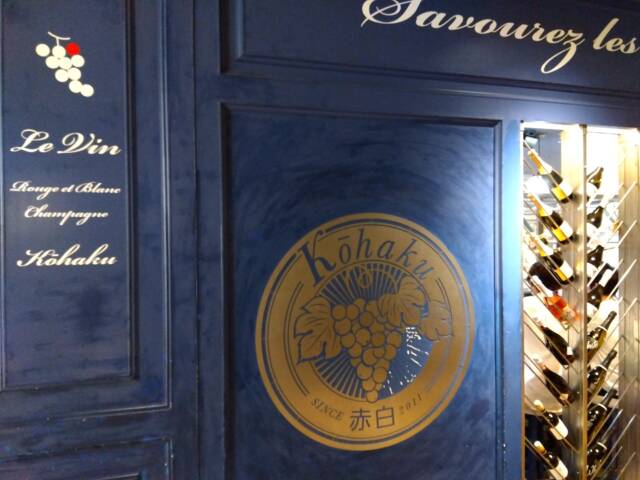 Savourez les
Le Vin
Rouge et Blanc
Champagne
Kōhaku
Kōhaku
SINCE 2011
赤白